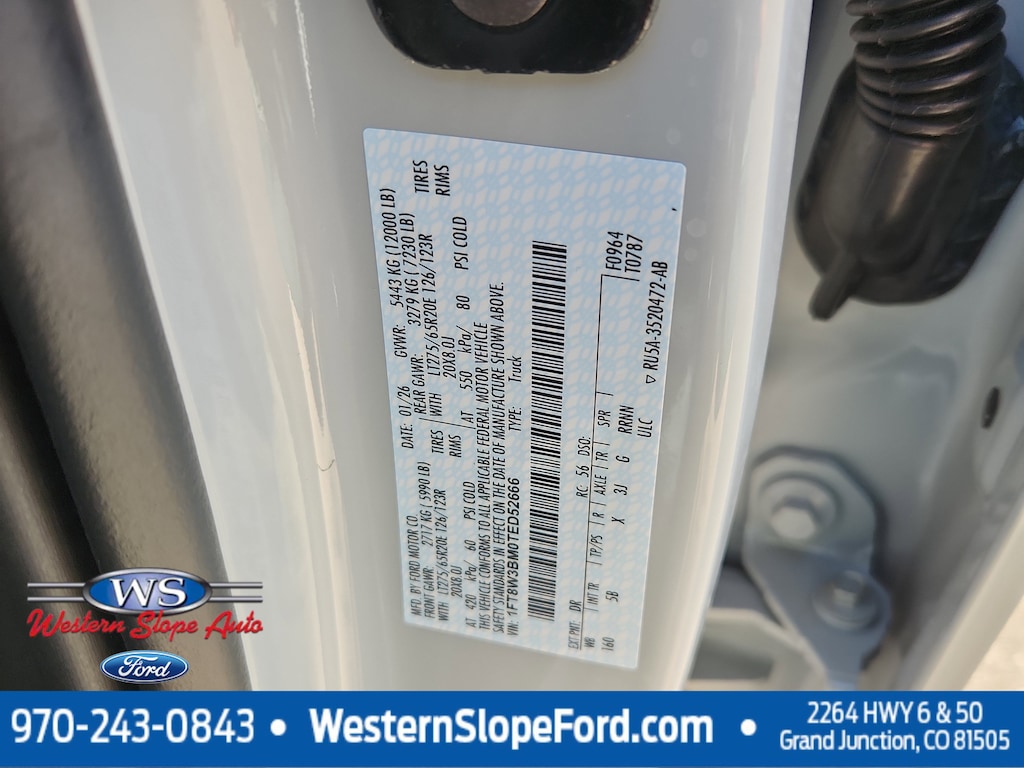 MFD. BY FORD MOTOR CO.
DATE: 01/26 GVWR: 5443 KG (12000 LB)
FRONT GAWR: 2717 KG (5990 LB)
REAR GAWR: 3279 KG (7230 LB)
WITH LT275/65R20E 126/123R TIRES
WITH LT275/65R20E 126/123R TIRES
20X8.0J RIMS
20X8.0J RIMS
AT 420 kPa/ 60 PSI COLD
AT 550 kPa/ 80 PSI COLD
THIS VEHICLE CONFORMS TO ALL APPLICABLE FEDERAL MOTOR VEHICLE
SAFETY STANDARDS IN EFFECT ON THE DATE OF MANUFACTURE SHOWN ABOVE.
VIN: 1FT8W3BM0TED52666 TYPE: Truck
EXT PNT: DR RC: 56 DSO: F0964
T0787
WB INT TR TP/PS R AXLE TR SPR
160 5B X 3J G RRMN
ULC
▽ RU5A-3520472-AB
WS
Western Slope Auto
Ford
970-243-0843 • WesternSlopeFord.com • 2264 HWY 6 & 50
Grand Junction, CO 81505